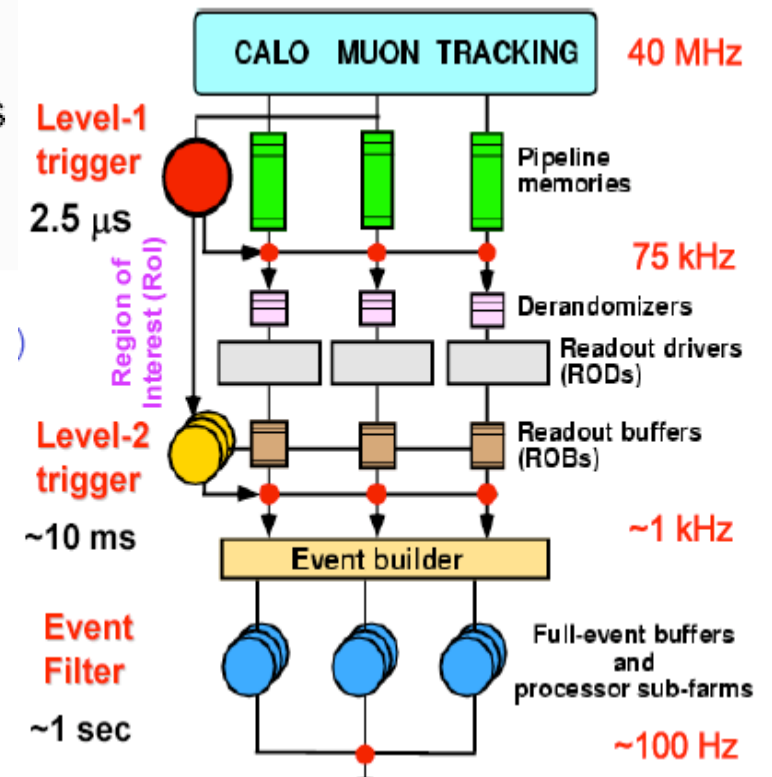 CALO MUON TRACKING
40 MHz
s
Level-1
trigger
2.5 μs
Pipeline
memories
75 kHz
Region of
Interest (RoI)
Derandomizers
)
Readout drivers
(RODs)
Level-2
trigger
~10 ms
Readout buffers
(ROBs)
~1 kHz
Event builder
Event
Filter
~1 sec
Full-event buffers
and
processor sub-farms
~100 Hz